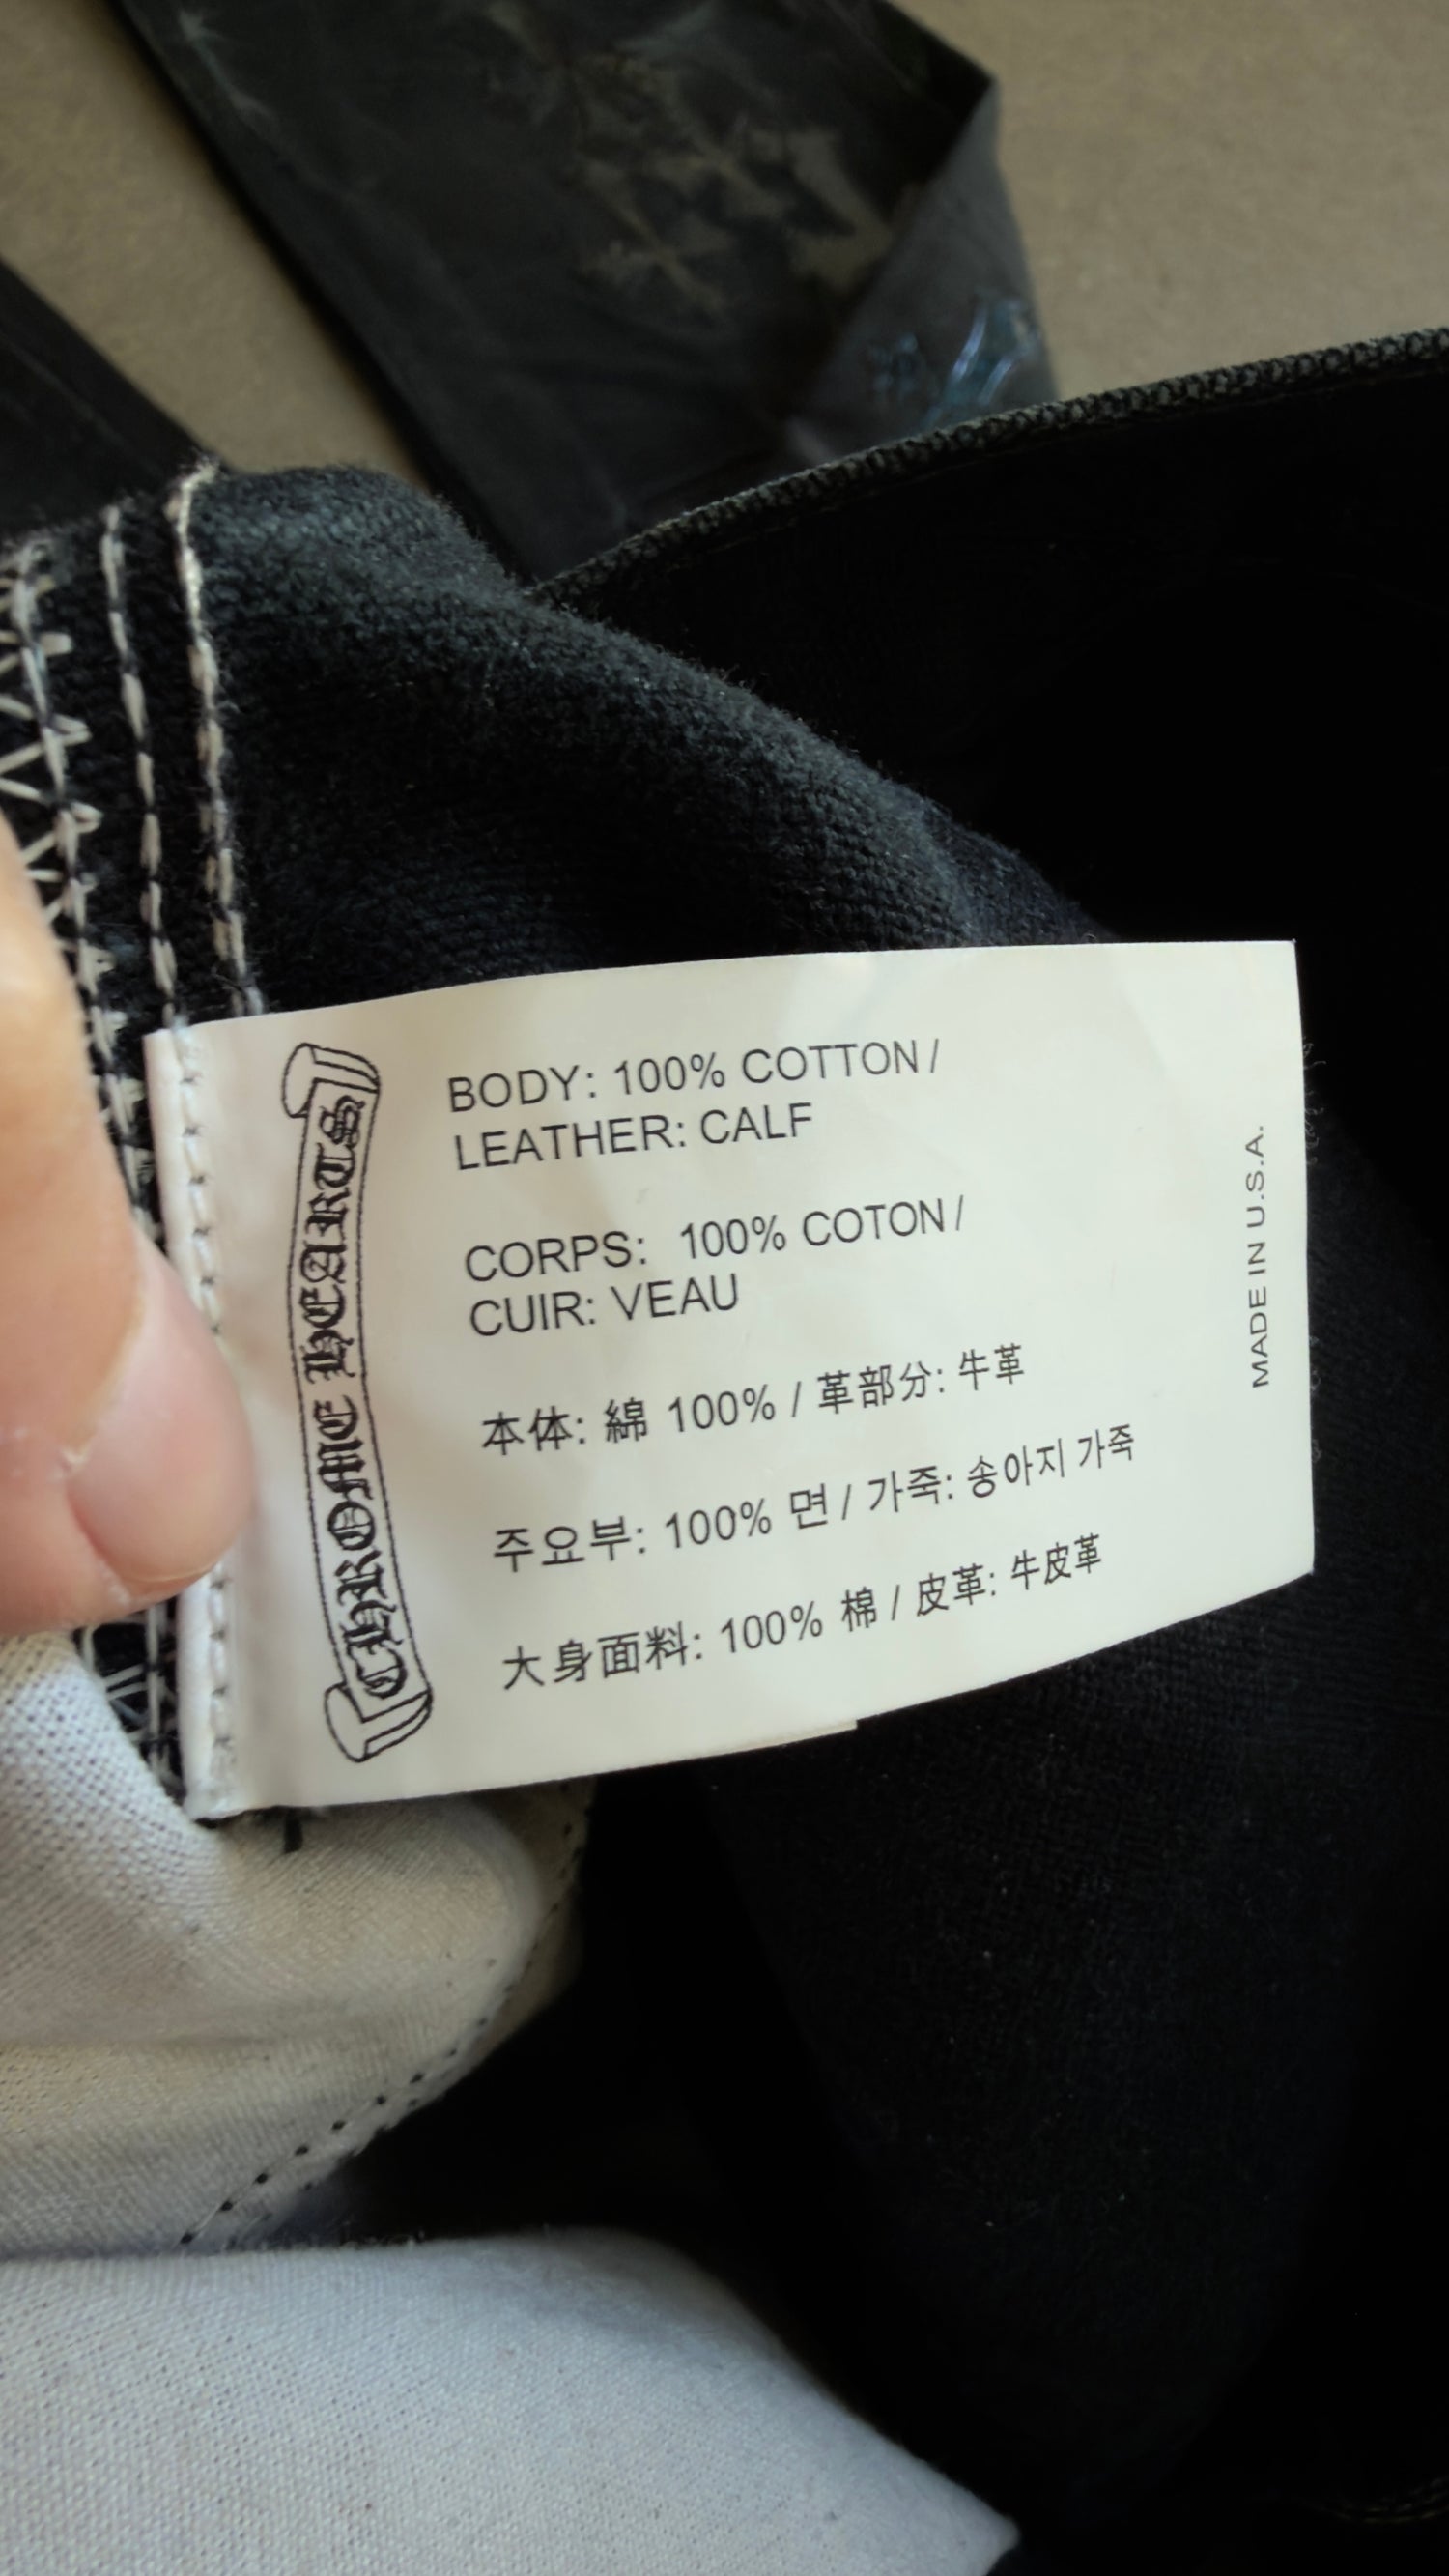 CHROME HEARTS
BODY: 100% COTTON /
LEATHER: CALF
CORPS: 100% COTON /
CUIR: VEAU
本体: 綿 100% / 革部分: 牛革
주요부: 100% 면 / 가죽: 송아지 가죽
大身面料: 100% 棉 / 皮革: 牛皮革
MADE IN U.S.A.